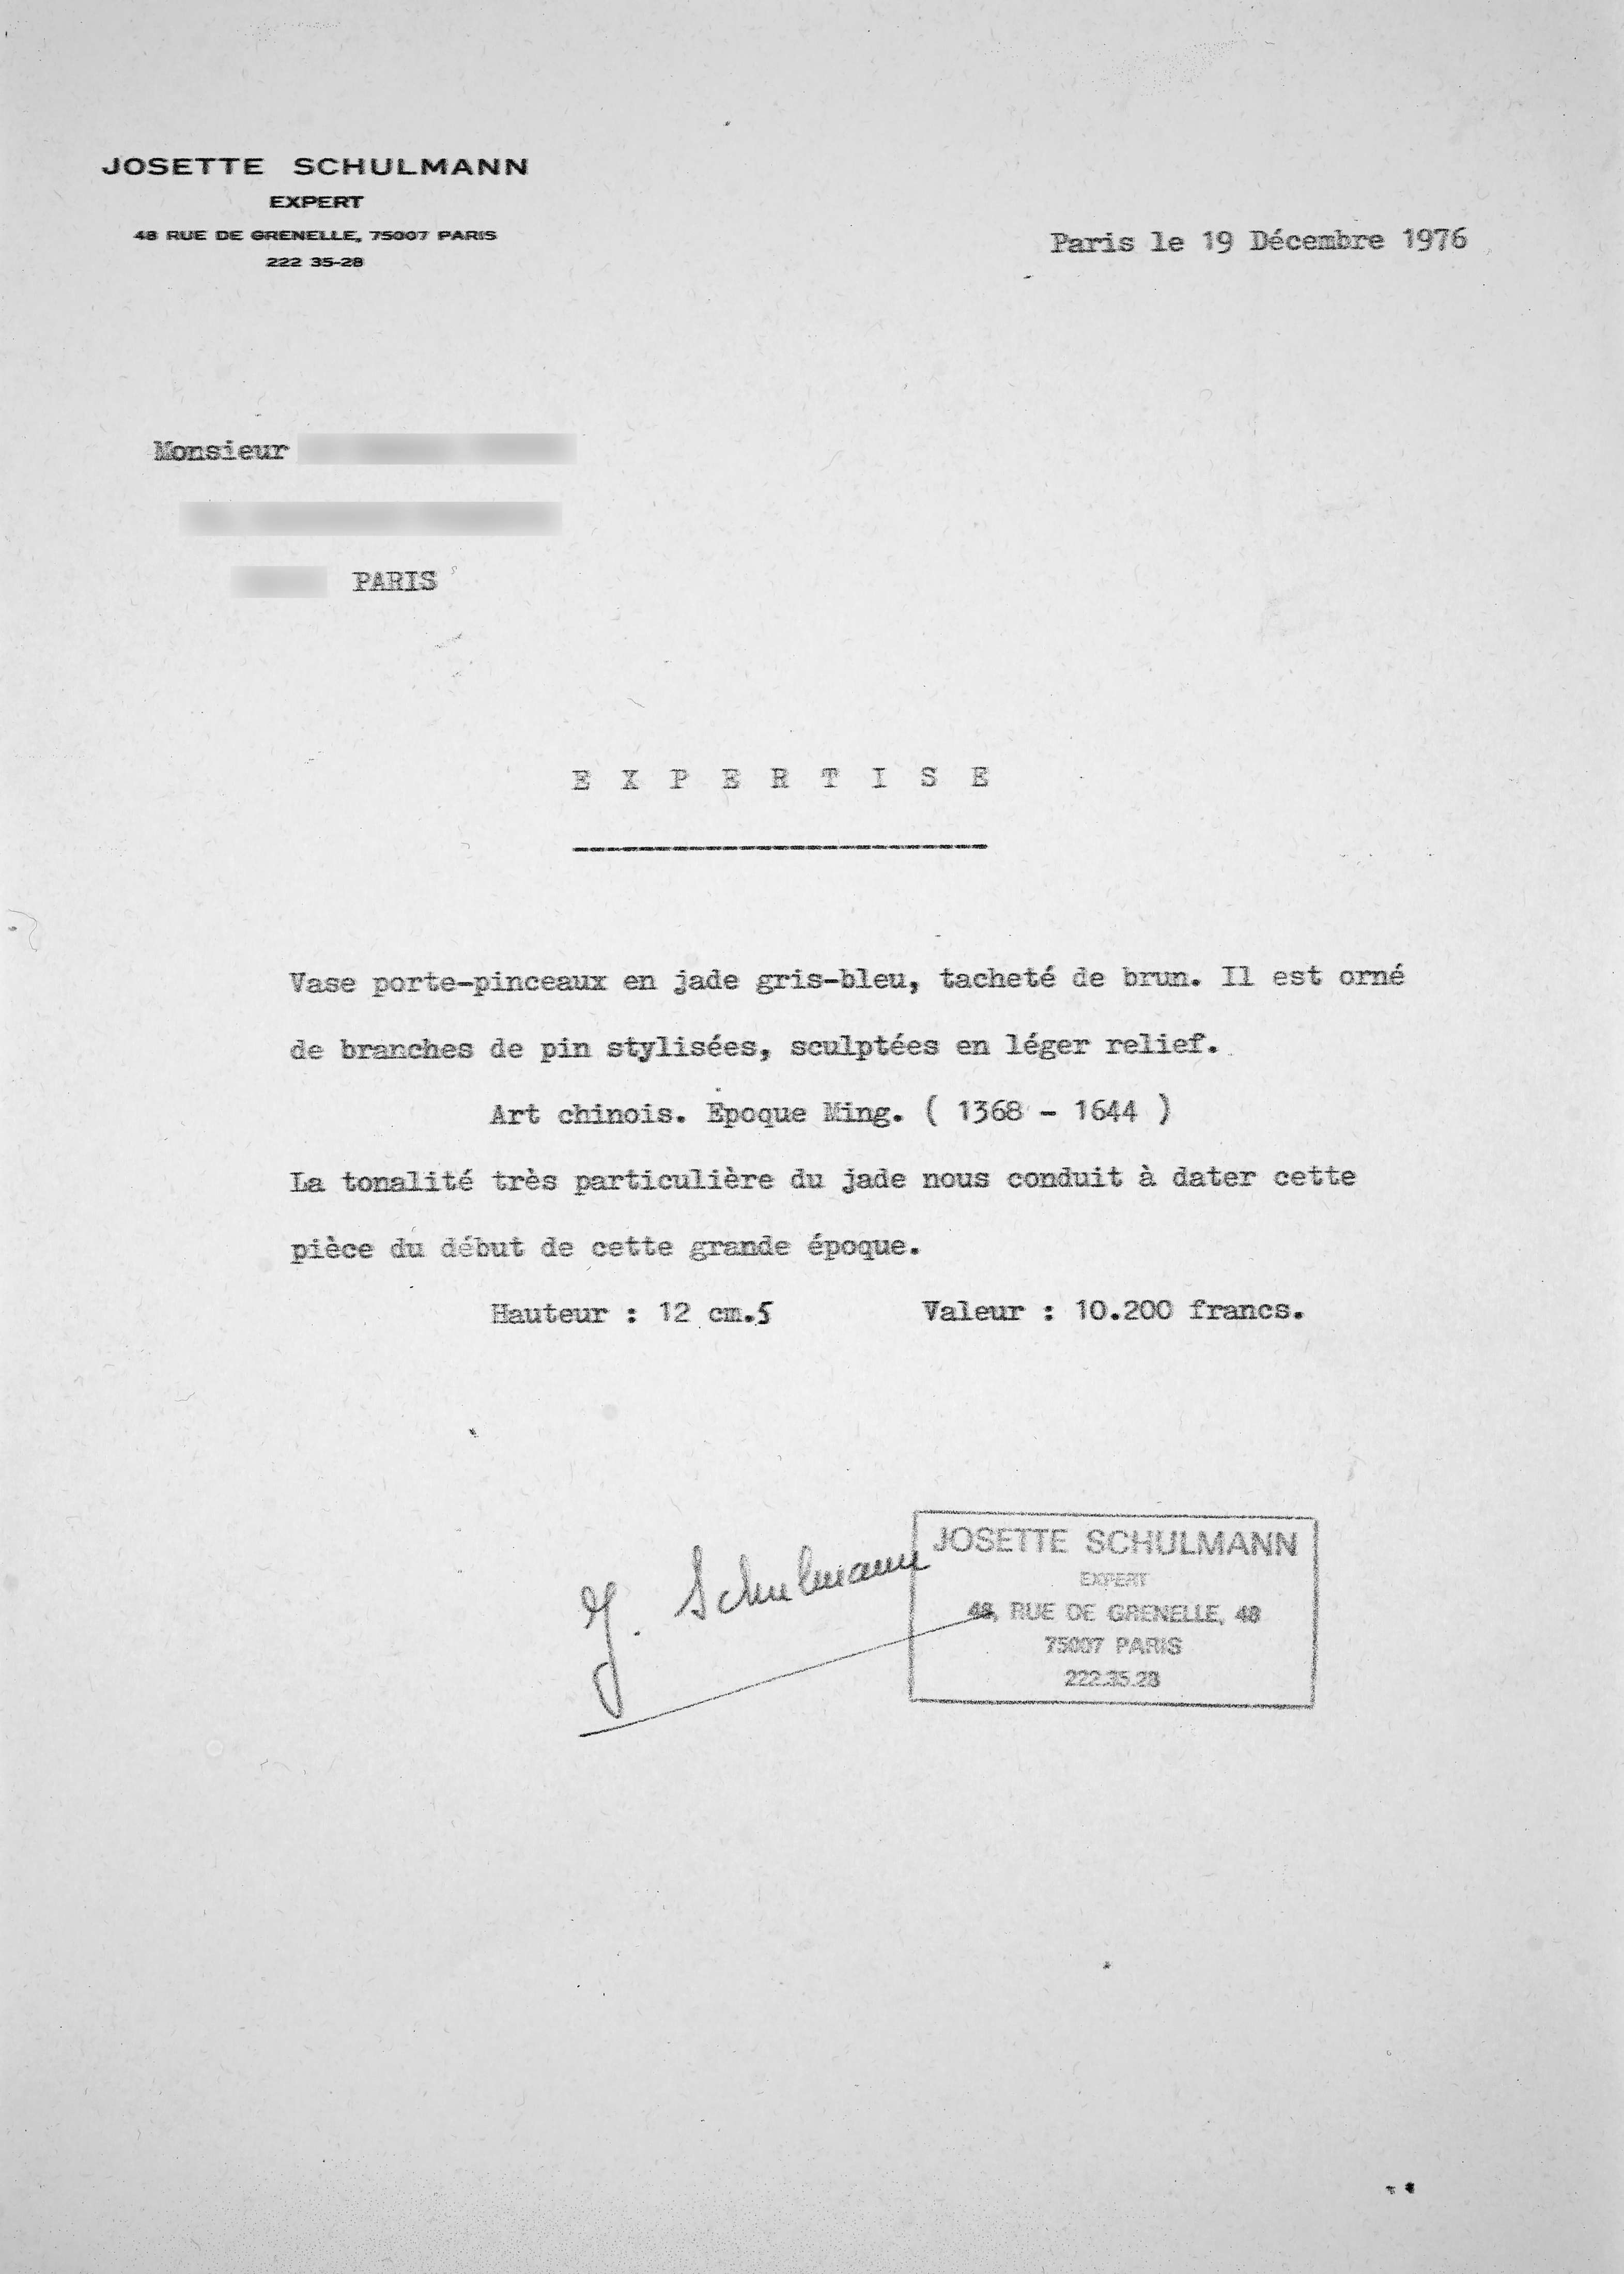 JOSETTE SCHULMANN
EXPERT
48 RUE DE GRENELLE, 75007 PARIS
222 35-28
Paris le 19 Décembre 1976
Monsieur
PARIS
E X P E R T I S E
Vase porte-pinceaux en jade gris-bleu, tacheté de brun. Il est orné
de branches de pin stylisées, sculptées en léger relief.
Art chinois. Epoque Ming. ( 1368 - 1644 )
La tonalité très particulière du jade nous conduit à dater cette
pièce du début de cette grande époque.
Hauteur : 12 cm.5 Valeur : 10.200 francs.
J. Schulmann
JOSETTE SCHULMANN
EXPERT
48, RUE DE GRENELLE, 48
75007 PARIS
222.35.28